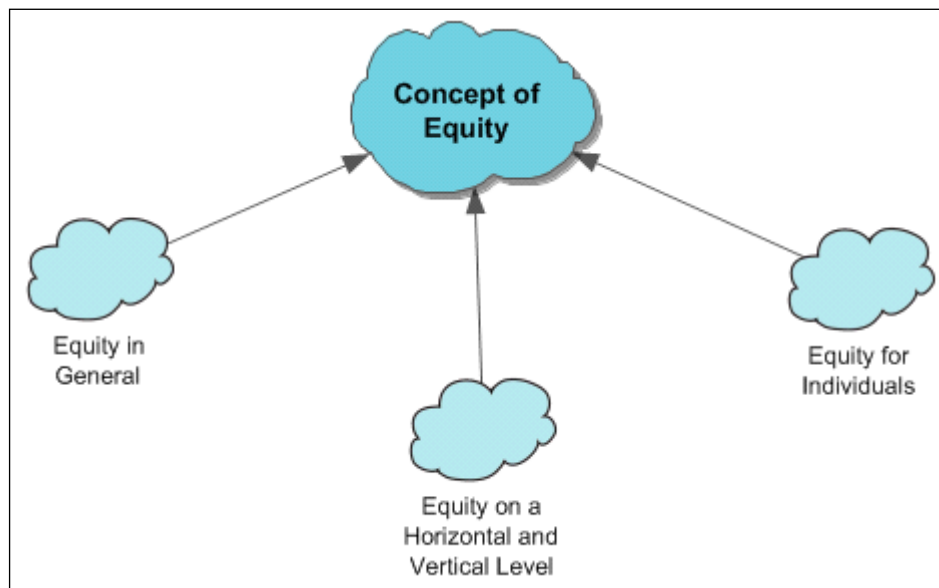 Concept of
Equity
Equity in
General
Equity on a
Horizontal and
Vertical Level
Equity for
Individuals